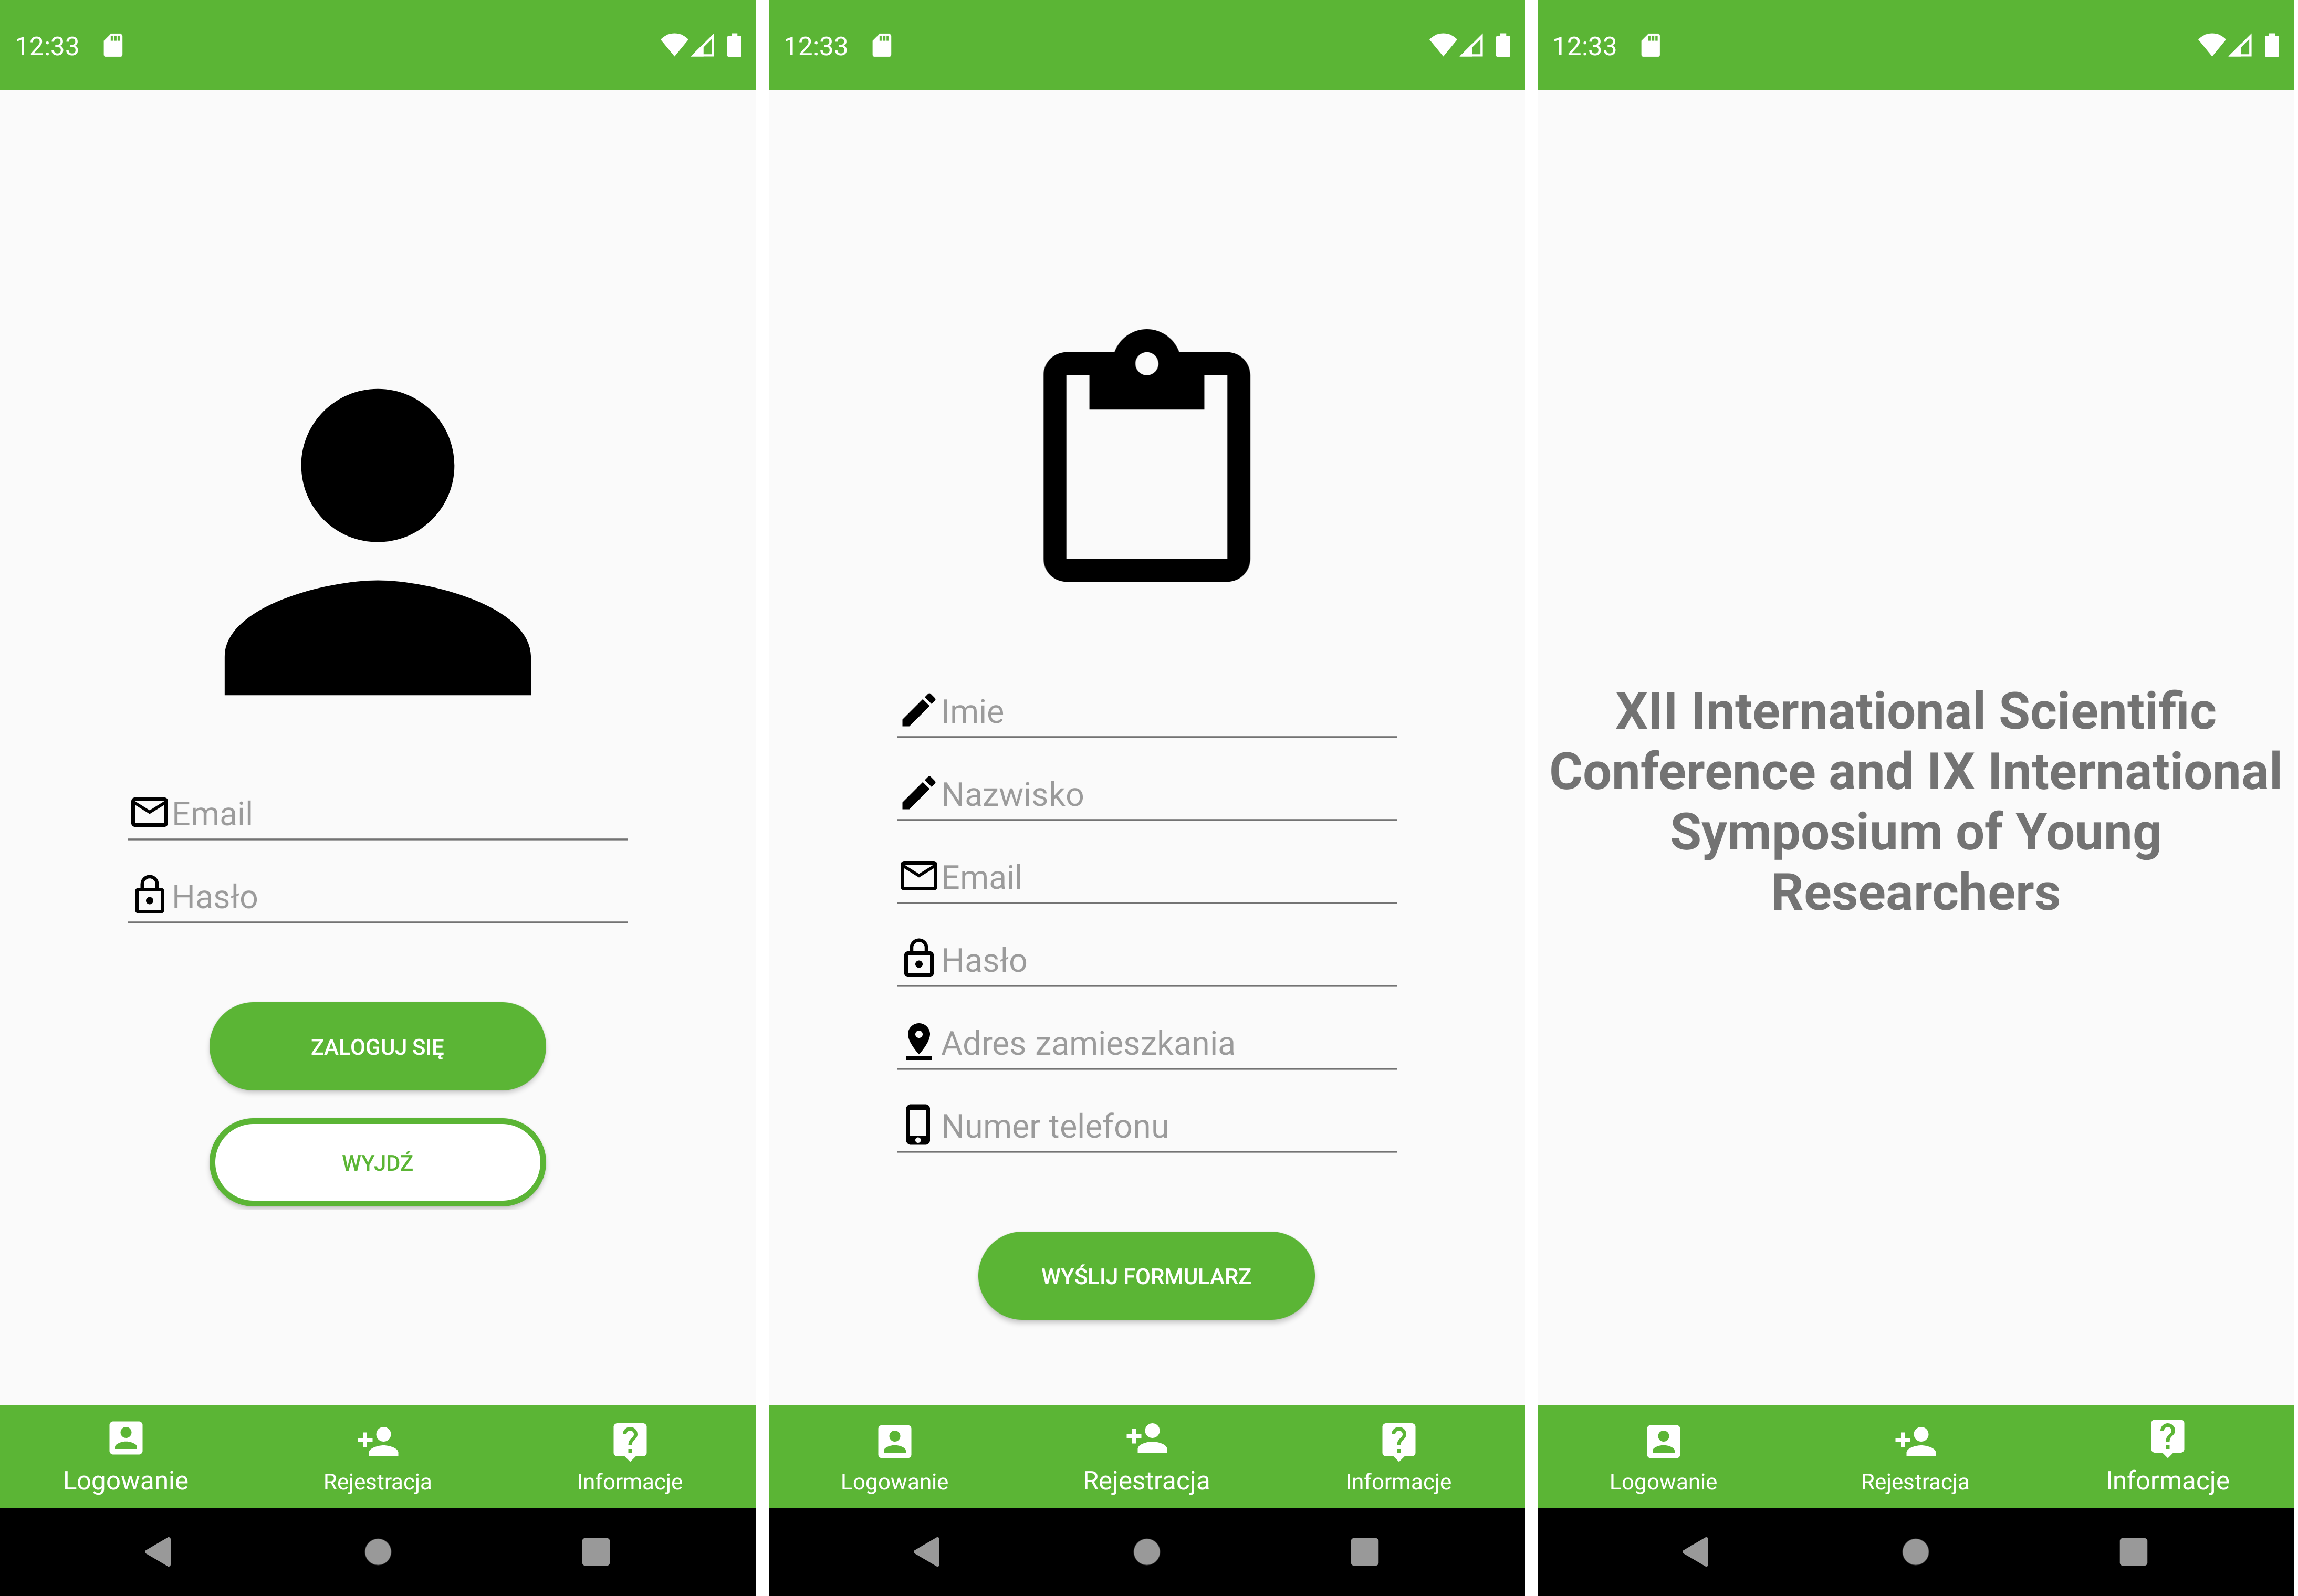 12:33
Email
Hasło
ZALOGUJ SIĘ
WYJDŹ
Logowanie
Rejestracja
Informacje
12:33
Imie
Nazwisko
Email
Hasło
Adres zamieszkania
Numer telefonu
WYŚLIJ FORMULARZ
Logowanie
Rejestracja
Informacje
12:33
XII International Scientific
Conference and IX International
Symposium of Young
Researchers
Logowanie
Rejestracja
Informacje